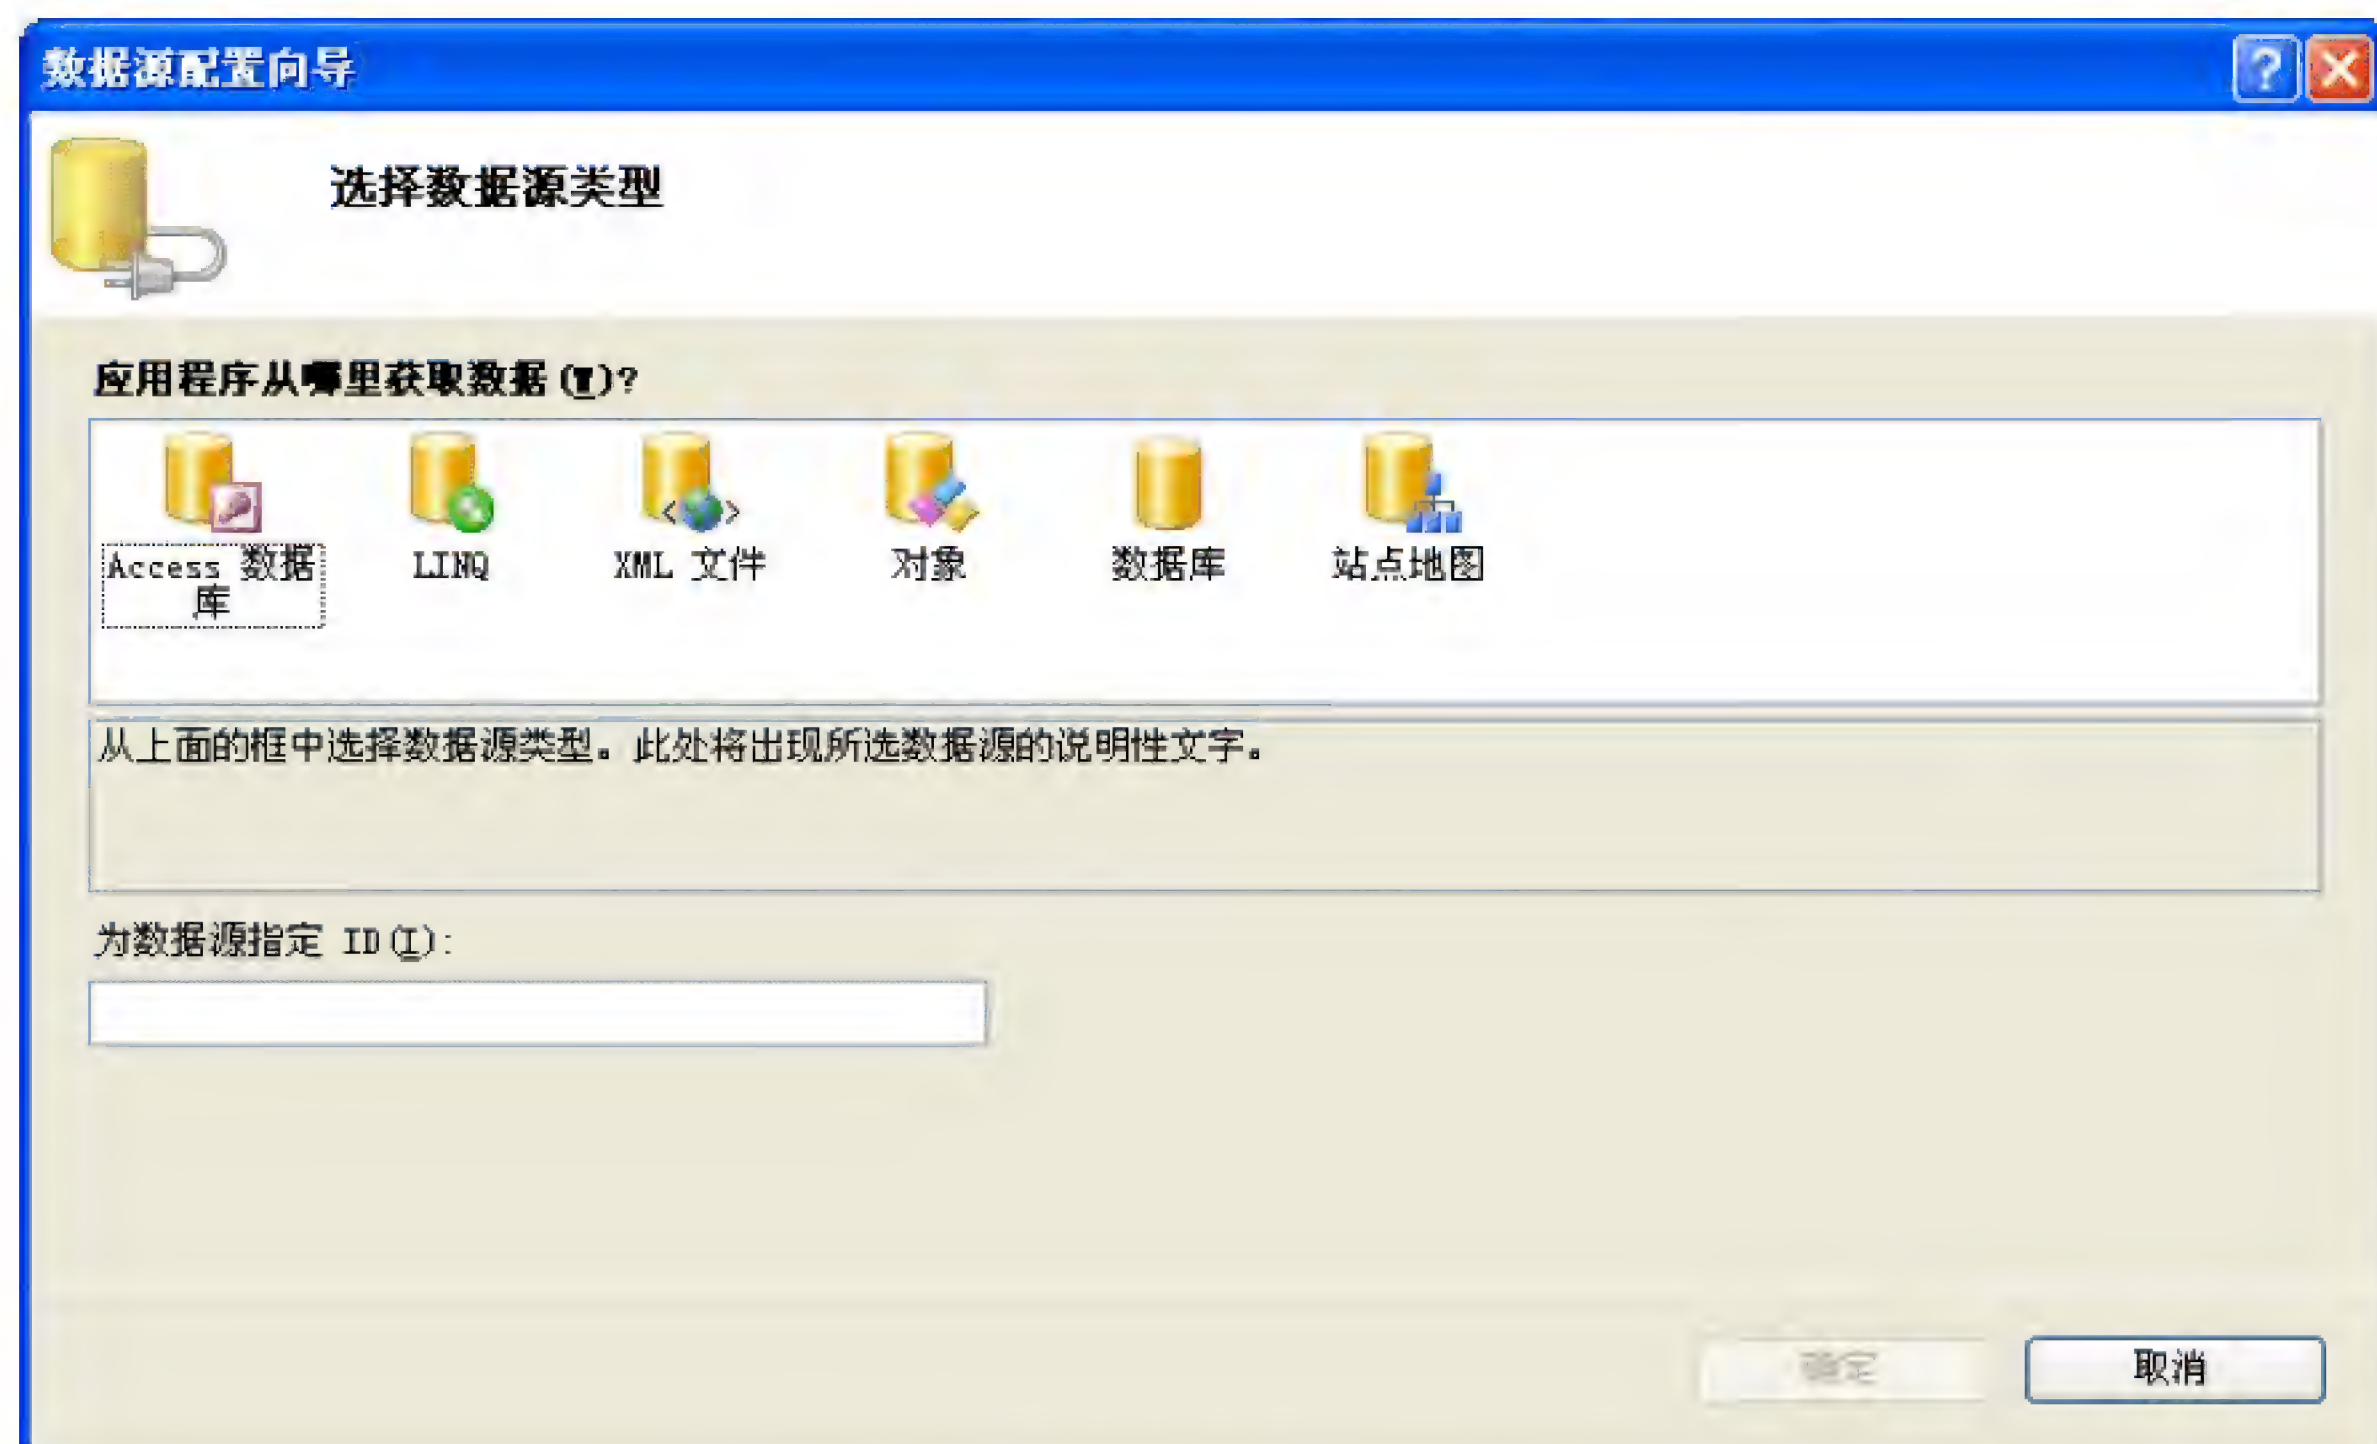 数据源配置向导
选择数据源类型
应用程序从哪里获取数据(W)?
Access 数据库
LINQ
XML 文件
对象
数据库
站点地图
从上面的框中选择数据源类型。此处将出现所选数据源的说明性文字。
为数据源指定 ID(I):
确定
取消